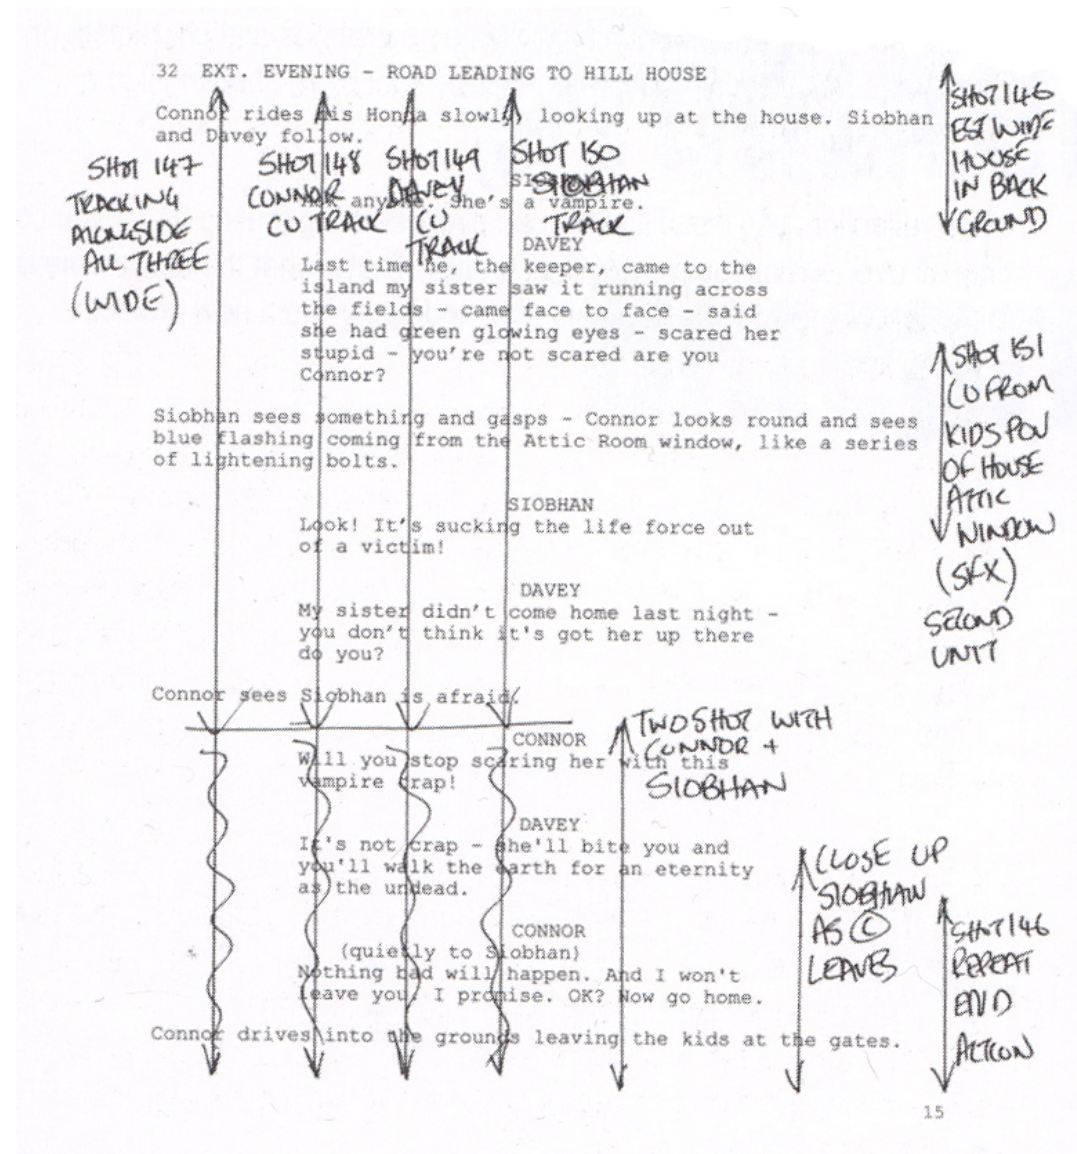 32 EXT. EVENING - ROAD LEADING TO HILL HOUSE
Connor rides his Honda slowly looking up at the house. Siobhan
and Davey follow.
SIOBHAN
anyone. She's a vampire.
DAVEY
Last time he, the keeper, came to the
island my sister saw it running across
the fields - came face to face - said
she had green glowing eyes - scared her
stupid - you're not scared are you
Connor?
Siobhan sees something and gasps - Connor looks round and sees
blue flashing coming from the Attic Room window, like a series
of lightening bolts.
SIOBHAN
Look! It's sucking the life force out
of a victim!
DAVEY
My sister didn't come home last night -
you don't think it's got her up there
do you?
Connor sees Siobhan is afraid.
CONNOR
Will you stop scaring her with this
vampire crap!
DAVEY
It's not crap - she'll bite you and
you'll walk the earth for an eternity
as the undead.
CONNOR
(quietly to Siobhan)
Nothing bad will happen. And I won't
leave you. I promise. OK? Now go home.
Connor drives into the grounds leaving the kids at the gates.
15
SHOT 147
TRACKING
ALONGSIDE
ALL THREE
(WIDE)
SHOT 148
CONNOR
CU TRACK
SHOT 149
DAVEY
CU
TRACK
SHOT 150
SIOBHAN
TRACK
SHOT 146
EST WIDE
HOUSE
IN BACK
GROUND
SHOT 151
CU FROM
KIDS POV
OF HOUSE
ATTIC
WINDOW
(SFX)
SECOND
UNIT
TWO SHOT WITH
CONNOR +
SIOBHAN
CLOSE UP
SIOBHAN
AS C
LEAVES
SHOT 146
REPEAT
END
ACTION